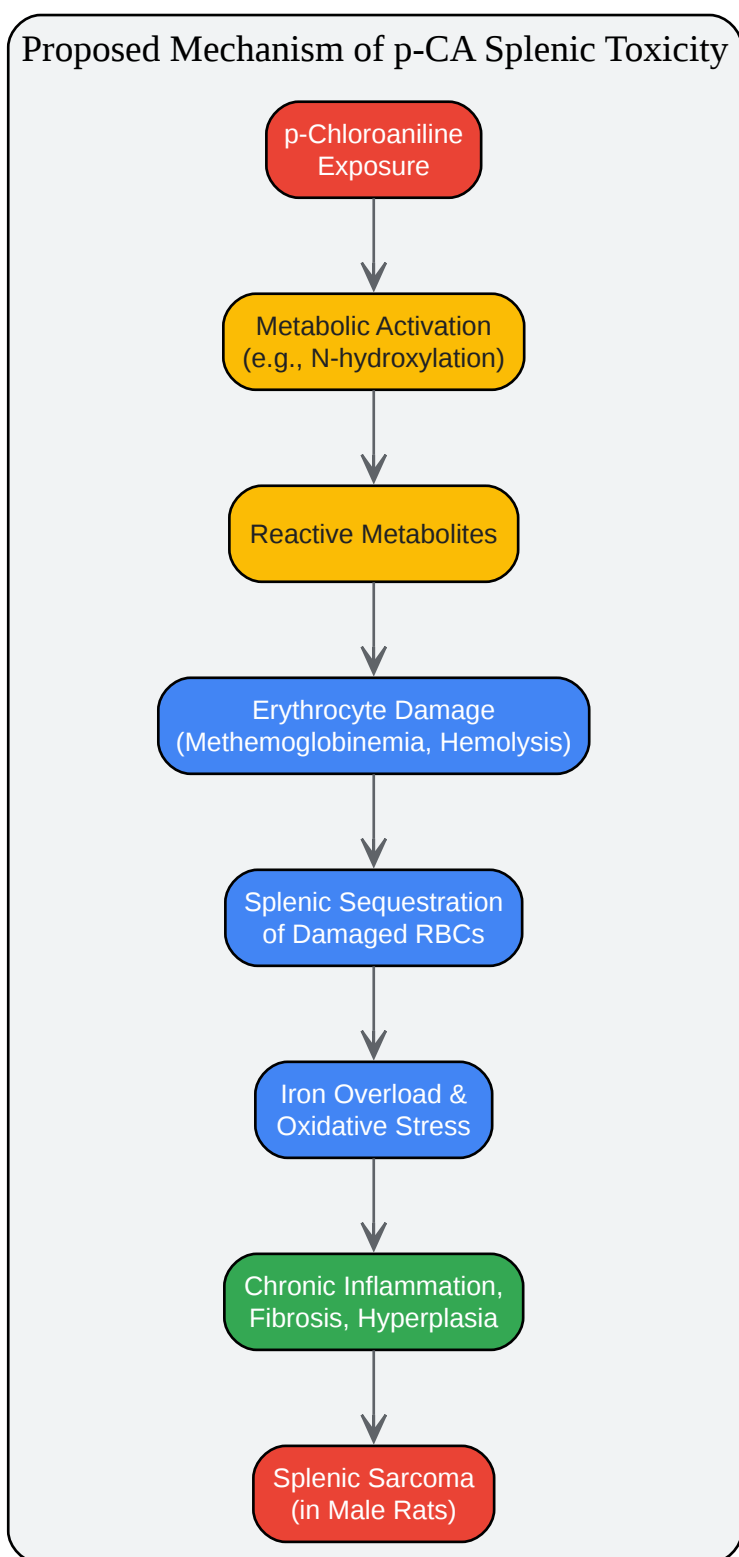 Proposed Mechanism of p-CA Splenic Toxicity
p-Chloroaniline
Exposure
Metabolic Activation
(e.g., N-hydroxylation)
Reactive Metabolites
Erythrocyte Damage
(Methemoglobinemia, Hemolysis)
Splenic Sequestration
of Damaged RBCs
Iron Overload &
Oxidative Stress
Chronic Inflammation,
Fibrosis, Hyperplasia
Splenic Sarcoma
(in Male Rats)